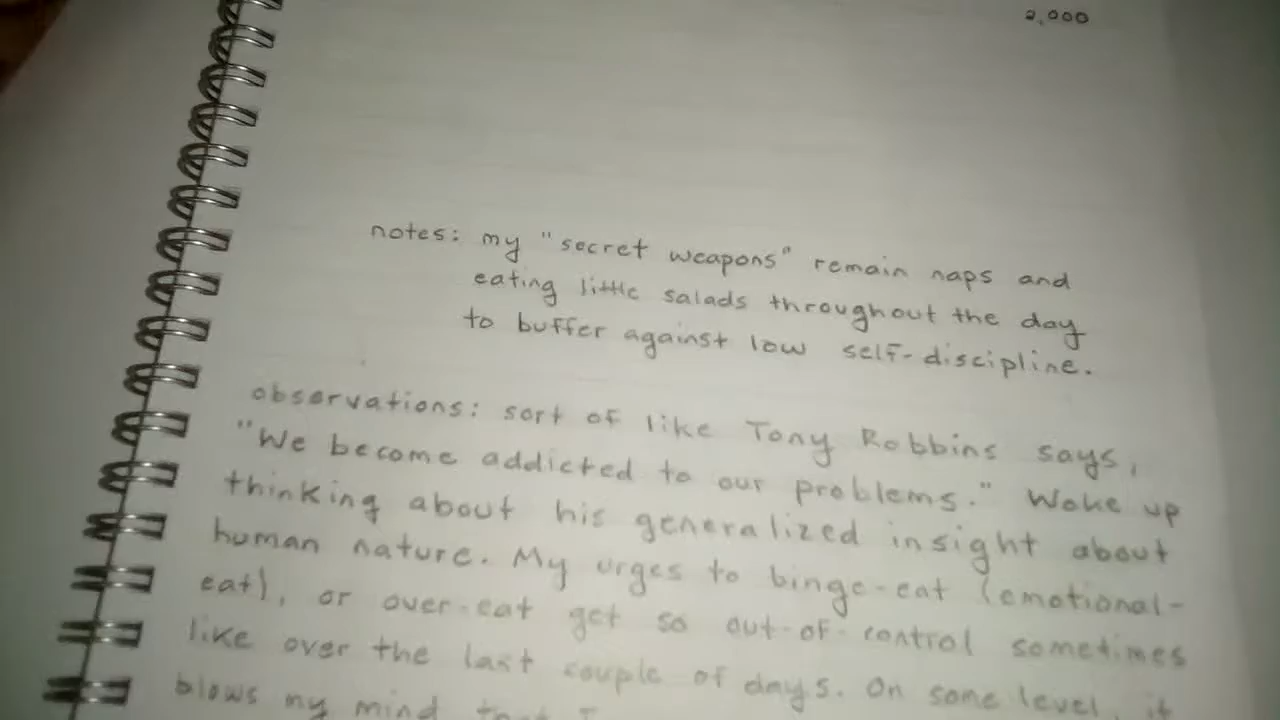 2,000
notes: my "secret weapons" remain naps and
eating little salads throughout the day
to buffer against low self-discipline.
observations: sort of like Tony Robbins says,
"We become addicted to our problems." Woke up
thinking about his generalized insight about
human nature. My urges to binge-eat (emotional-
eat), or over-eat get so out-of-control sometimes
like over the last couple of days. On some level, it
blows my mind that I